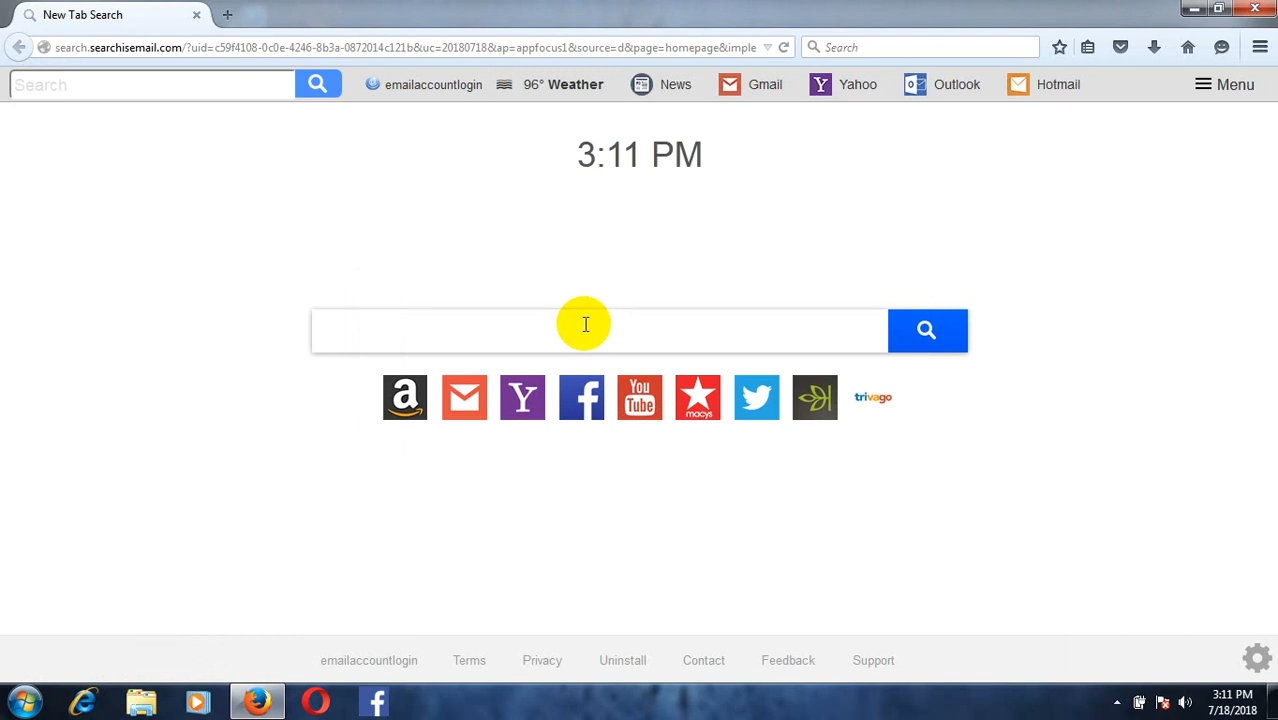 New Tab Search
search.searchisemail.com/?uid=c59f4108-0c0e-4246-8b3a-0872014c121b&uc=20180718&ap=appfocus1&source=d&page=homepage&imple
Search
Search
emailaccountlogin
96° Weather
News
Gmail
Yahoo
Outlook
Hotmail
Menu
3:11 PM
You
Tube
macys
trivago
emailaccountlogin
Terms
Privacy
Uninstall
Contact
Feedback
Support
3:11 PM
7/18/2018